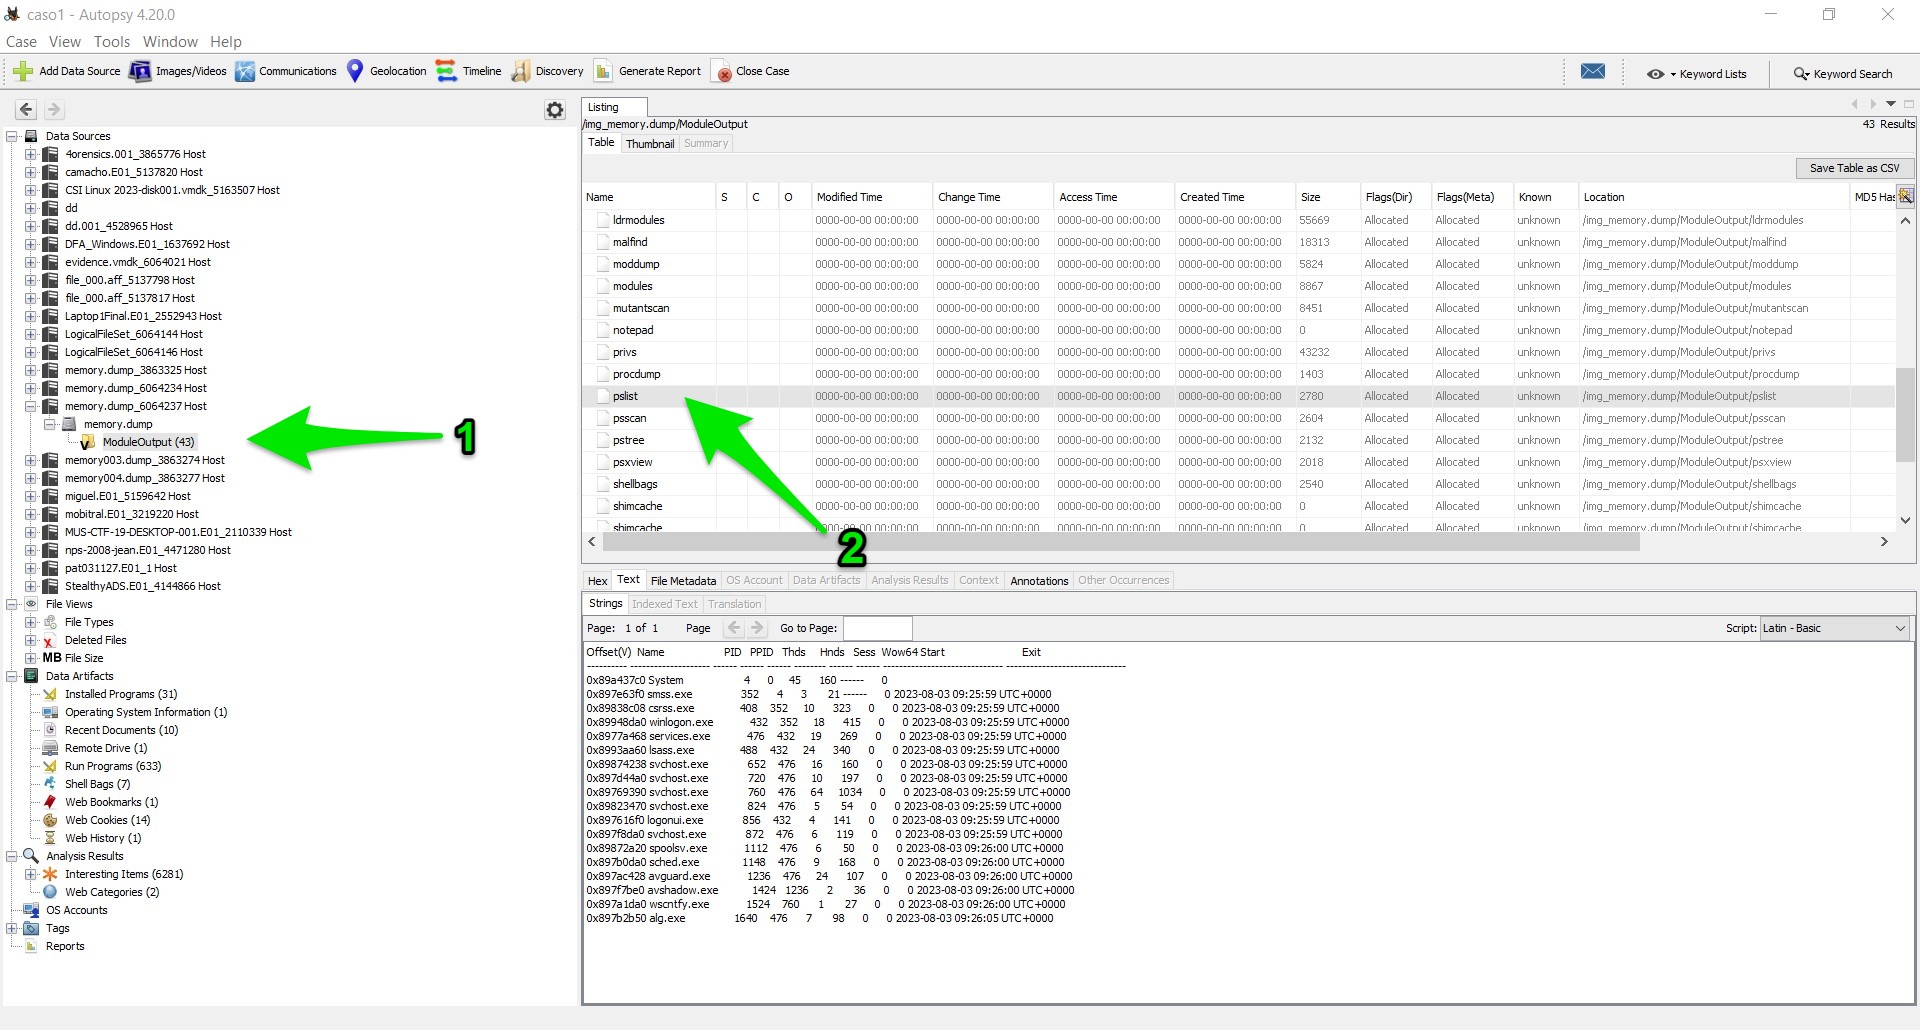 caso1 - Autopsy 4.20.0
Case View Tools Window Help
Add Data Source Images/Videos Communications Geolocation Timeline Discovery Generate Report Close Case Keyword Lists Keyword Search
Data Sources
4orensics.001_3865776 Host
camacho.E01_5137820 Host
CSI Linux 2023-disk001.vmdk_5163507 Host
dd
dd.001_4528965 Host
DFA_Windows.E01_1637692 Host
evidence.vmdk_6064021 Host
file_000.aff_5137798 Host
file_000.aff_5137817 Host
Laptop1Final.E01_2552943 Host
LogicalFileSet_6064144 Host
LogicalFileSet_6064146 Host
memory.dump_3863325 Host
memory.dump_6064234 Host
memory.dump_6064237 Host
memory.dump
ModuleOutput (43)
memory003.dump_3863274 Host
memory004.dump_3863277 Host
miguel.E01_5159642 Host
mobitral.E01_3219220 Host
MUS-CTF-19-DESKTOP-001.E01_2110339 Host
nps-2008-jean.E01_4471280 Host
pat031127.E01_1 Host
StealthyADS.E01_4144866 Host
File Views
File Types
Deleted Files
MB File Size
Data Artifacts
Installed Programs (31)
Operating System Information (1)
Recent Documents (10)
Remote Drive (1)
Run Programs (633)
Shell Bags (7)
Web Bookmarks (1)
Web Cookies (14)
Web History (1)
Analysis Results
Interesting Items (6281)
Web Categories (2)
OS Accounts
Tags
Reports
1
Listing
/img_memory.dump/ModuleOutput 43 Results
Table Thumbnail Summary
Save Table as CSV
Name S C O Modified Time Change Time Access Time Created Time Size Flags(Dir) Flags(Meta) Known Location MD5 Has
ldrmodules 0000-00-00 00:00:00 0000-00-00 00:00:00 0000-00-00 00:00:00 0000-00-00 00:00:00 55669 Allocated Allocated unknown /img_memory.dump/ModuleOutput/ldrmodules
malfind 0000-00-00 00:00:00 0000-00-00 00:00:00 0000-00-00 00:00:00 0000-00-00 00:00:00 18313 Allocated Allocated unknown /img_memory.dump/ModuleOutput/malfind
moddump 0000-00-00 00:00:00 0000-00-00 00:00:00 0000-00-00 00:00:00 0000-00-00 00:00:00 5824 Allocated Allocated unknown /img_memory.dump/ModuleOutput/moddump
modules 0000-00-00 00:00:00 0000-00-00 00:00:00 0000-00-00 00:00:00 0000-00-00 00:00:00 8867 Allocated Allocated unknown /img_memory.dump/ModuleOutput/modules
mutantscan 0000-00-00 00:00:00 0000-00-00 00:00:00 0000-00-00 00:00:00 0000-00-00 00:00:00 8451 Allocated Allocated unknown /img_memory.dump/ModuleOutput/mutantscan
notepad 0000-00-00 00:00:00 0000-00-00 00:00:00 0000-00-00 00:00:00 0000-00-00 00:00:00 0 Allocated Allocated unknown /img_memory.dump/ModuleOutput/notepad
privs 0000-00-00 00:00:00 0000-00-00 00:00:00 0000-00-00 00:00:00 0000-00-00 00:00:00 43232 Allocated Allocated unknown /img_memory.dump/ModuleOutput/privs
procdump 0000-00-00 00:00:00 0000-00-00 00:00:00 0000-00-00 00:00:00 0000-00-00 00:00:00 1403 Allocated Allocated unknown /img_memory.dump/ModuleOutput/procdump
pslist 0000-00-00 00:00:00 0000-00-00 00:00:00 0000-00-00 00:00:00 0000-00-00 00:00:00 2780 Allocated Allocated unknown /img_memory.dump/ModuleOutput/pslist
psscan 0000-00-00 00:00:00 0000-00-00 00:00:00 0000-00-00 00:00:00 0000-00-00 00:00:00 2604 Allocated Allocated unknown /img_memory.dump/ModuleOutput/psscan
pstree 0000-00-00 00:00:00 0000-00-00 00:00:00 0000-00-00 00:00:00 0000-00-00 00:00:00 2132 Allocated Allocated unknown /img_memory.dump/ModuleOutput/pstree
psxview 0000-00-00 00:00:00 0000-00-00 00:00:00 0000-00-00 00:00:00 0000-00-00 00:00:00 2018 Allocated Allocated unknown /img_memory.dump/ModuleOutput/psxview
shellbags 0000-00-00 00:00:00 0000-00-00 00:00:00 0000-00-00 00:00:00 0000-00-00 00:00:00 2540 Allocated Allocated unknown /img_memory.dump/ModuleOutput/shellbags
shimcache 0000-00-00 00:00:00 0000-00-00 00:00:00 0000-00-00 00:00:00 0000-00-00 00:00:00 0 Allocated Allocated unknown /img_memory.dump/ModuleOutput/shimcache
shimcache 0000-00-00 00:00:00 0000-00-00 00:00:00 0000-00-00 00:00:00 0000-00-00 00:00:00 0 Allocated Allocated unknown /img_memory.dump/ModuleOutput/shimcache
2
Hex Text File Metadata OS Account Data Artifacts Analysis Results Context Annotations Other Occurrences
Strings Indexed Text Translation
Page: 1 of 1 Page Go to Page: Script: Latin - Basic
Offset(V) Name PID PPID Thds Hnds Sess Wow64 Start Exit
---------- -------------------- ------ ------ ------ -------- ------ ------ ------------------------------ ------------------------------
0x89a437c0 System 4 0 45 160 ------ 0
0x897e63f0 smss.exe 352 4 3 21 ------ 0 2023-08-03 09:25:59 UTC+0000
0x89838c08 csrss.exe 408 352 10 323 0 0 2023-08-03 09:25:59 UTC+0000
0x89948da0 winlogon.exe 432 352 18 415 0 0 2023-08-03 09:25:59 UTC+0000
0x8977a468 services.exe 476 432 19 269 0 0 2023-08-03 09:25:59 UTC+0000
0x8993aa60 lsass.exe 488 432 24 340 0 0 2023-08-03 09:25:59 UTC+0000
0x89874238 svchost.exe 652 476 16 160 0 0 2023-08-03 09:25:59 UTC+0000
0x897d44a0 svchost.exe 720 476 10 197 0 0 2023-08-03 09:25:59 UTC+0000
0x89769390 svchost.exe 760 476 64 1034 0 0 2023-08-03 09:25:59 UTC+0000
0x89823470 svchost.exe 824 476 5 54 0 0 2023-08-03 09:25:59 UTC+0000
0x897616f0 logonui.exe 856 432 4 141 0 0 2023-08-03 09:25:59 UTC+0000
0x897f8da0 svchost.exe 872 476 6 119 0 0 2023-08-03 09:25:59 UTC+0000
0x89872a20 spoolsv.exe 1112 476 6 50 0 0 2023-08-03 09:26:00 UTC+0000
0x897b0da0 sched.exe 1148 476 9 168 0 0 2023-08-03 09:26:00 UTC+0000
0x897ac428 avguard.exe 1236 476 24 107 0 0 2023-08-03 09:26:00 UTC+0000
0x897f7be0 avshadow.exe 1424 1236 2 36 0 0 2023-08-03 09:26:00 UTC+0000
0x897a1da0 wscntfy.exe 1524 760 1 27 0 0 2023-08-03 09:26:00 UTC+0000
0x897b2b50 alg.exe 1640 476 7 98 0 0 2023-08-03 09:26:05 UTC+0000